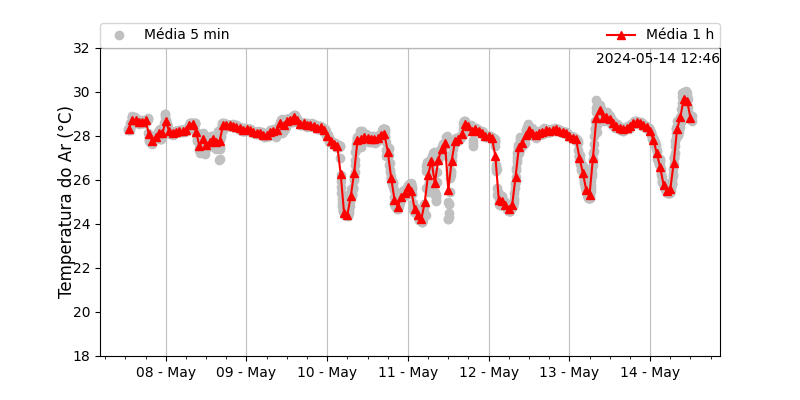 Média 5 min
Média 1 h
2024-05-14 12:46
Temperatura do Ar (°C)
32
30
28
26
24
22
20
18
08 - May
09 - May
10 - May
11 - May
12 - May
13 - May
14 - May